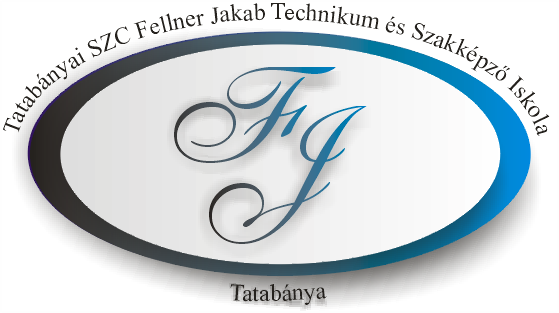 Tatabányai SZC Fellner Jakab Technikum és Szakképző Iskola
FJ
Tatabánya